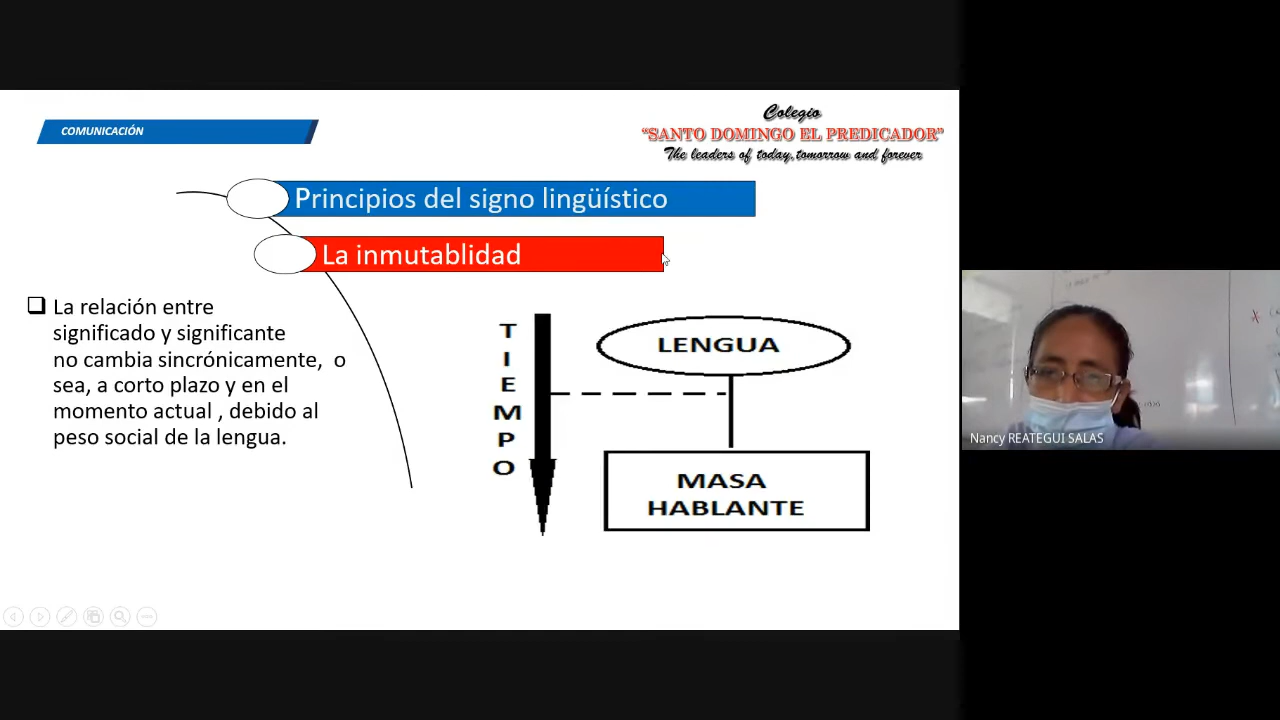 COMUNICACIÓN
Colegio
“SANTO DOMINGO EL PREDICADOR”
The leaders of today, tomorrow and forever
Principios del signo lingüístico
La inmutablidad
❑ La relación entre
significado y significante
no cambia sincrónicamente, o
sea, a corto plazo y en el
momento actual , debido al
peso social de la lengua.
TIEMPO
LENGUA
MASA
HABLANTE
Nancy REATEGUI SALAS